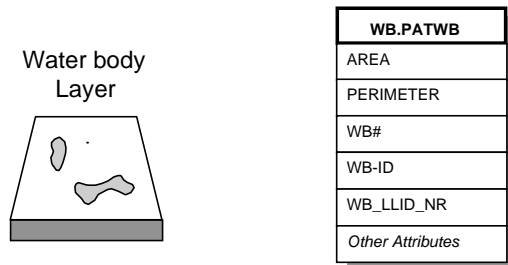 Water body
Layer
WB.PATWB
AREA
PERIMETER
WB#
WB-ID
WB_LLID_NR
Other Attributes